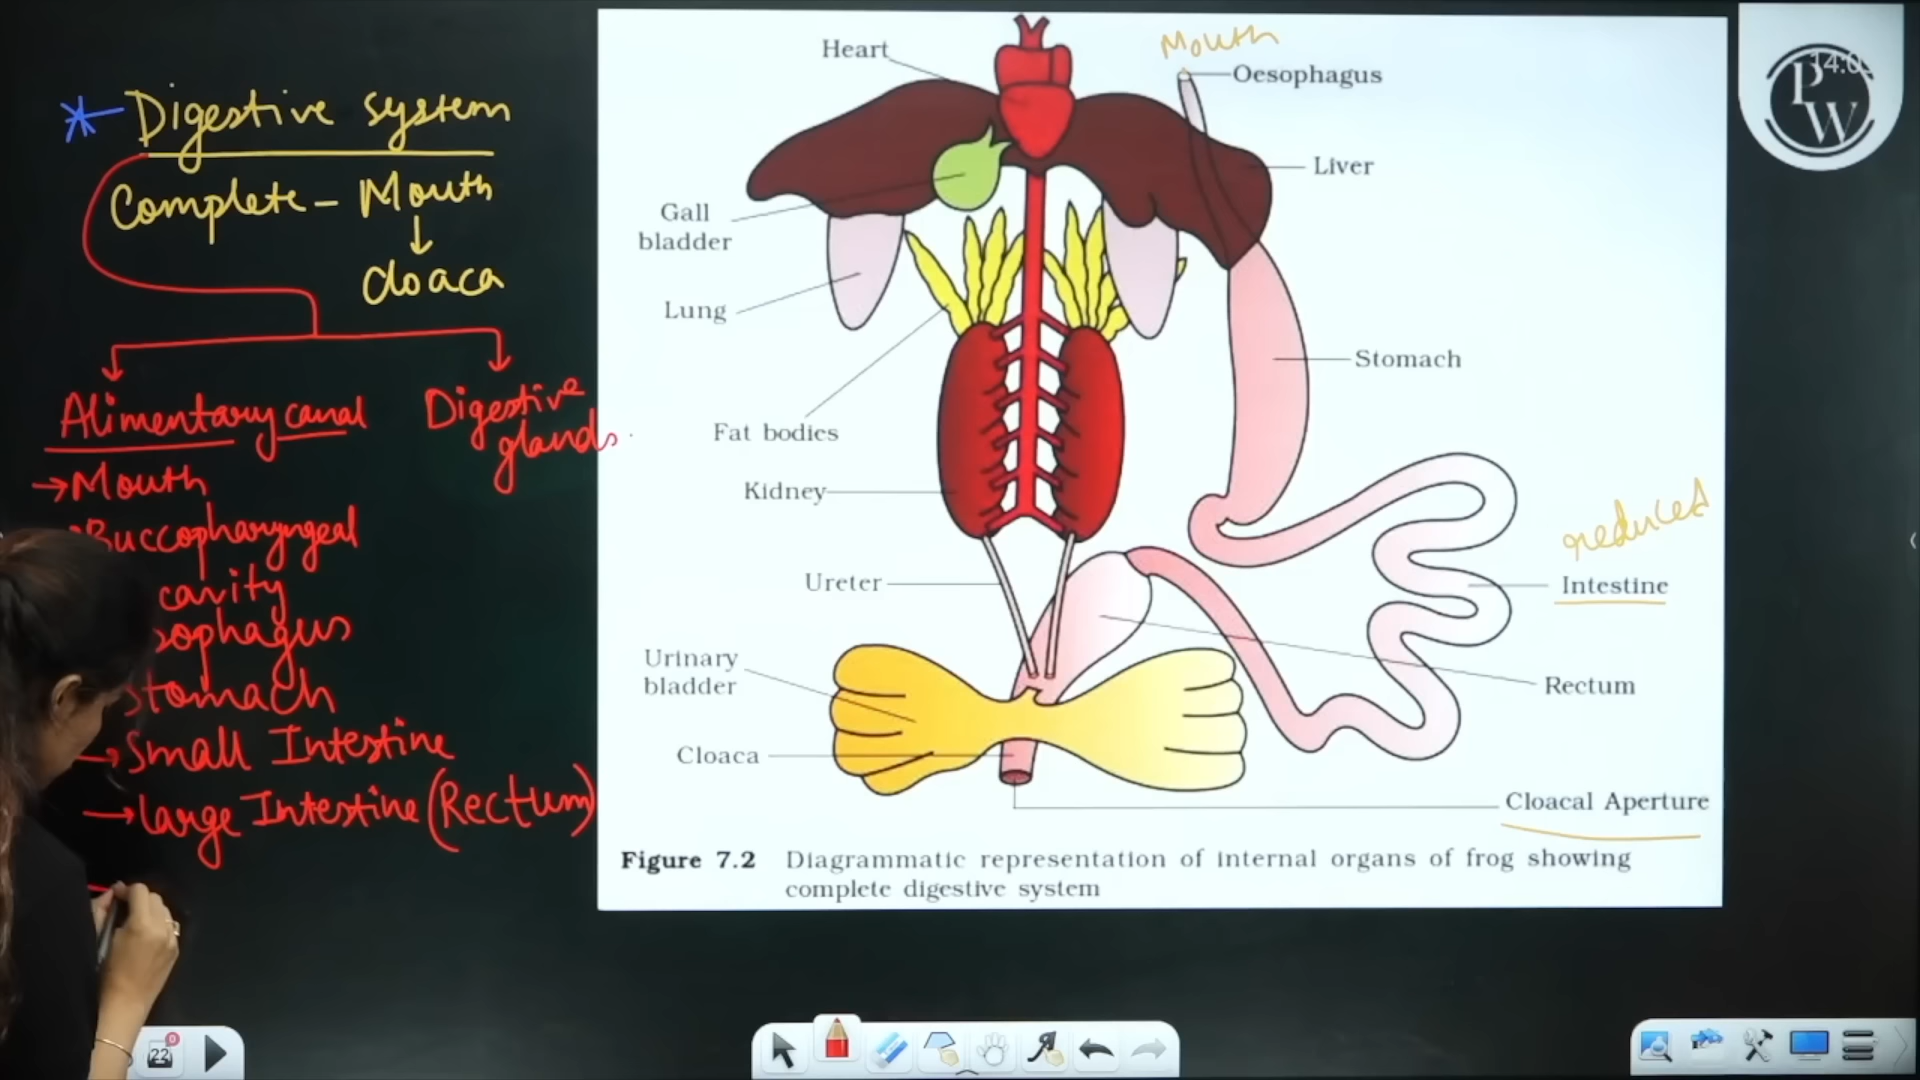 * Digestive system
Complete - Mouth
↓
cloaca
Alimentary canal
Digestive
glands
→ Mouth
Buccopharyngeal
cavity
sophagus
Stomach
→ Small Intestine
→ large Intestine (Rectum)
Heart
Mouth
Oesophagus
Liver
Gall
bladder
Lung
Stomach
Fat bodies
Kidney
reduced
Ureter
Intestine
Urinary
bladder
Rectum
Cloaca
Cloacal Aperture
Figure 7.2 Diagrammatic representation of internal organs of frog showing
complete digestive system
P
W
22
0